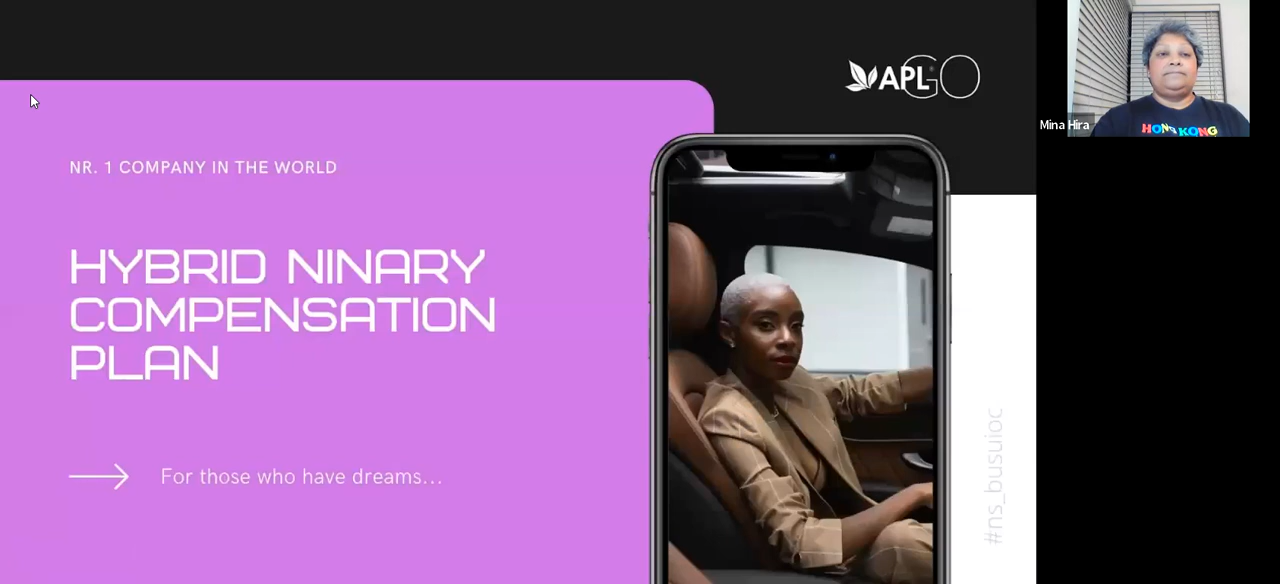 APLGO
NR. 1 COMPANY IN THE WORLD
HYBRID NINARY
COMPENSATION
PLAN
For those who have dreams...
#ns_busuioc
Mina Hira
HONG KONG